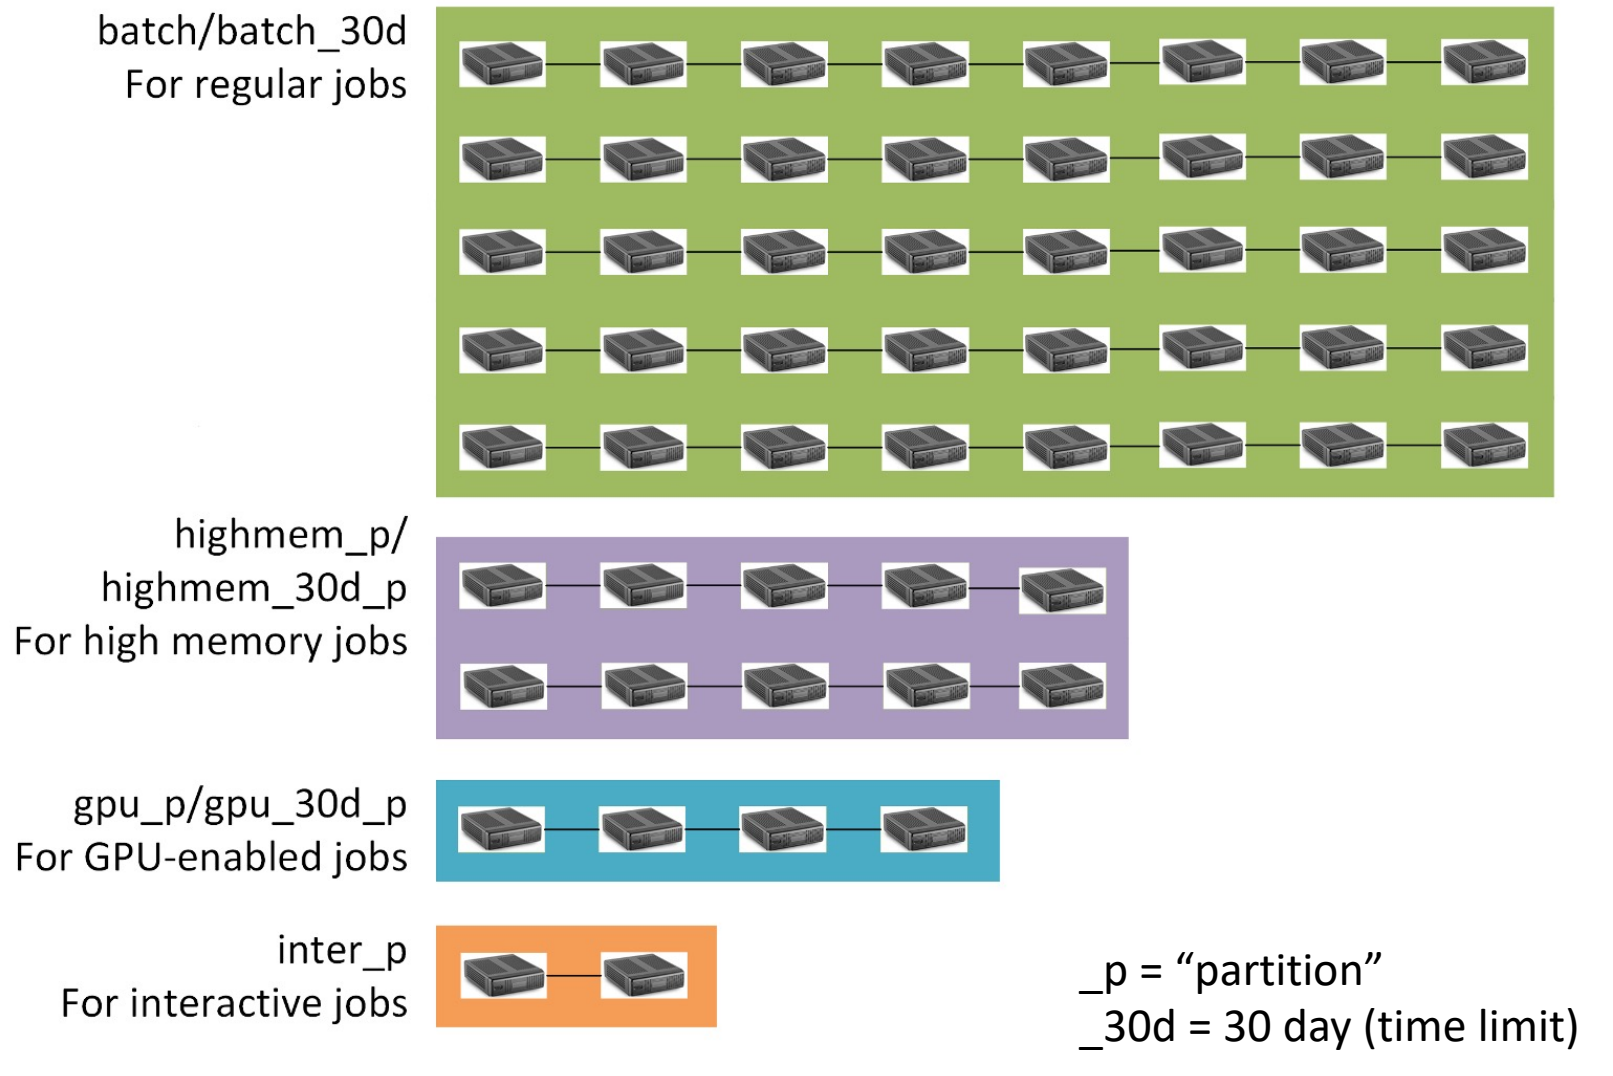 batch/batch_30d
For regular jobs
highmem_p/
highmem_30d_p
For high memory jobs
gpu_p/gpu_30d_p
For GPU-enabled jobs
inter_p
For interactive jobs
_p = “partition”
_30d = 30 day (time limit)